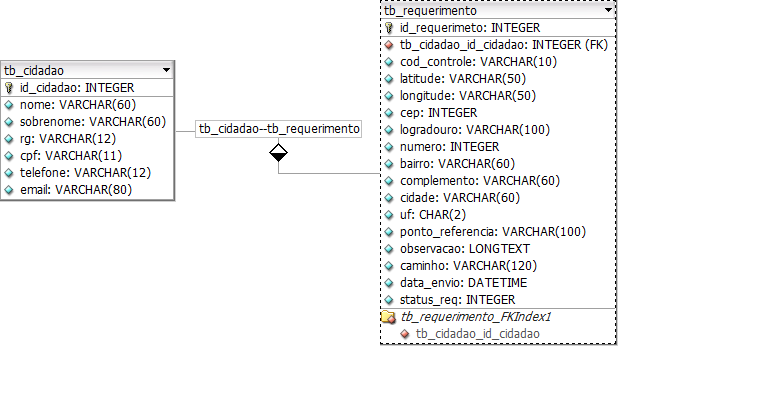 tb_cidadao
id_cidadao: INTEGER
nome: VARCHAR(60)
sobrenome: VARCHAR(60)
rg: VARCHAR(12)
cpf: VARCHAR(11)
telefone: VARCHAR(12)
email: VARCHAR(80)
tb_cidadao--tb_requerimento
tb_requerimento
id_requerimeto: INTEGER
tb_cidadao_id_cidadao: INTEGER (FK)
cod_controle: VARCHAR(10)
latitude: VARCHAR(50)
longitude: VARCHAR(50)
cep: INTEGER
logradouro: VARCHAR(100)
numero: INTEGER
bairro: VARCHAR(60)
complemento: VARCHAR(60)
cidade: VARCHAR(60)
uf: CHAR(2)
ponto_referencia: VARCHAR(100)
observacao: LONGTEXT
caminho: VARCHAR(120)
data_envio: DATETIME
status_req: INTEGER
tb_requerimento_FKIndex1
tb_cidadao_id_cidadao